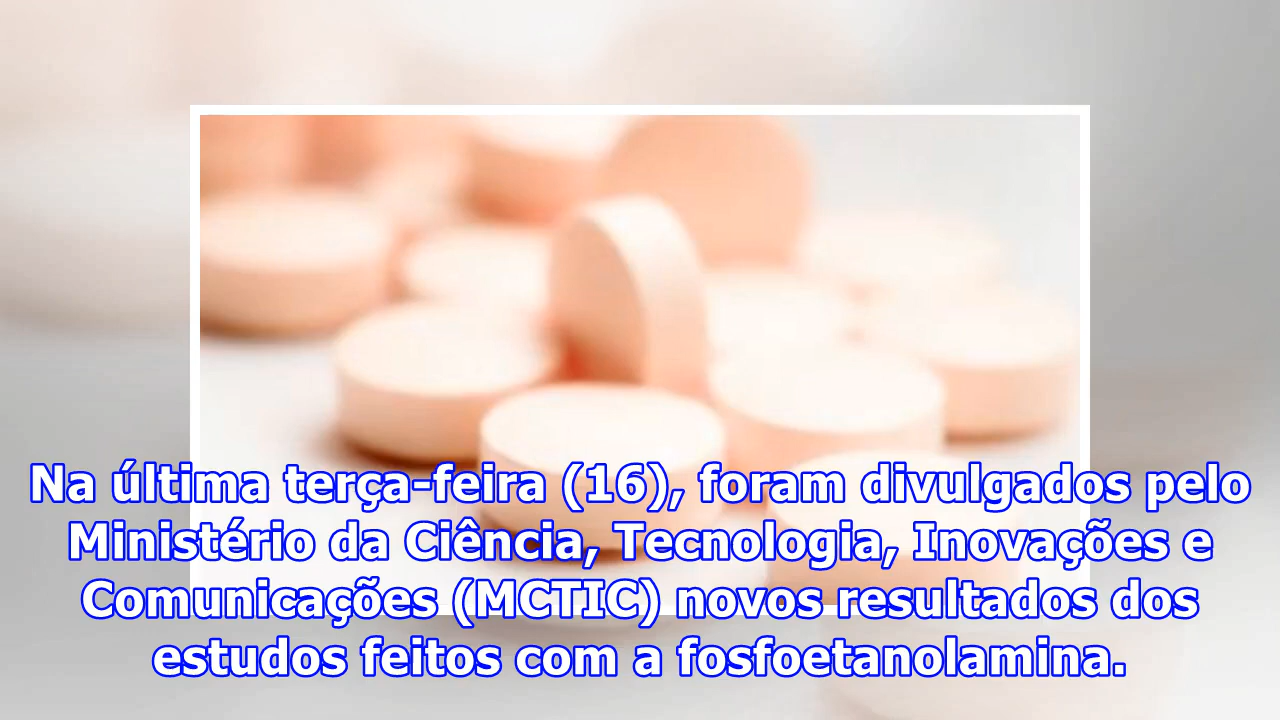 Na última terça-feira (16), foram divulgados pelo
Ministério da Ciência, Tecnologia, Inovações e
Comunicações (MCTIC) novos resultados dos
estudos feitos com a fosfoetanolamina.